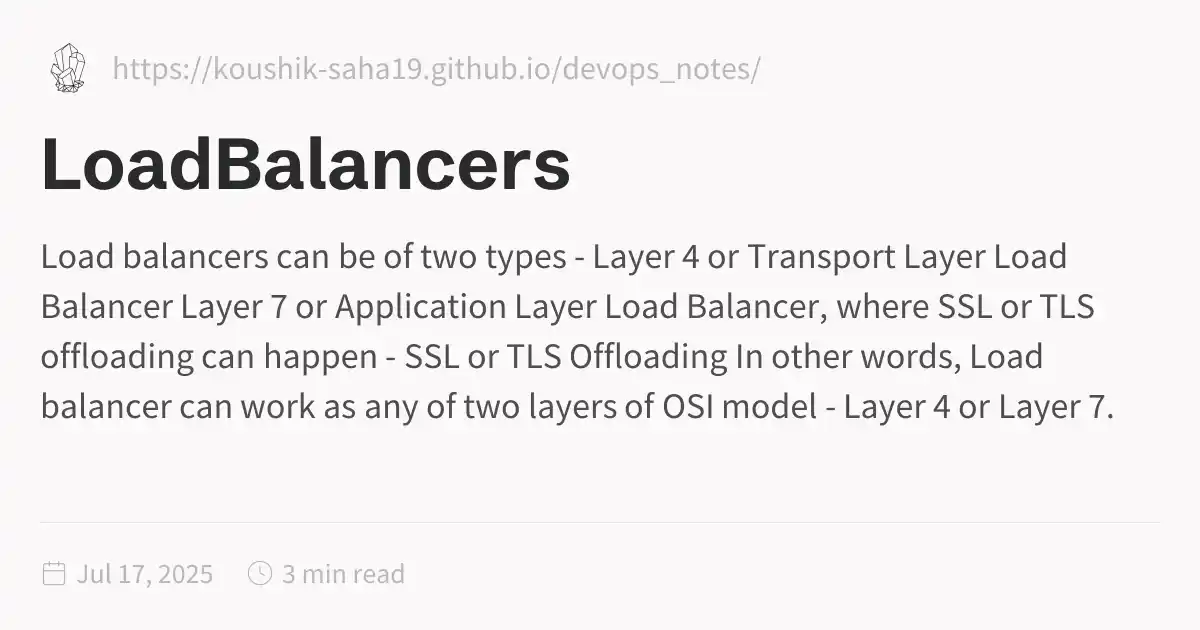 https://koushik-saha19.github.io/devops_notes/
LoadBalancers
Load balancers can be of two types - Layer 4 or Transport Layer Load
Balancer Layer 7 or Application Layer Load Balancer, where SSL or TLS
offloading can happen - SSL or TLS Offloading In other words, Load
balancer can work as any of two layers of OSI model - Layer 4 or Layer 7.
Jul 17, 2025 3 min read